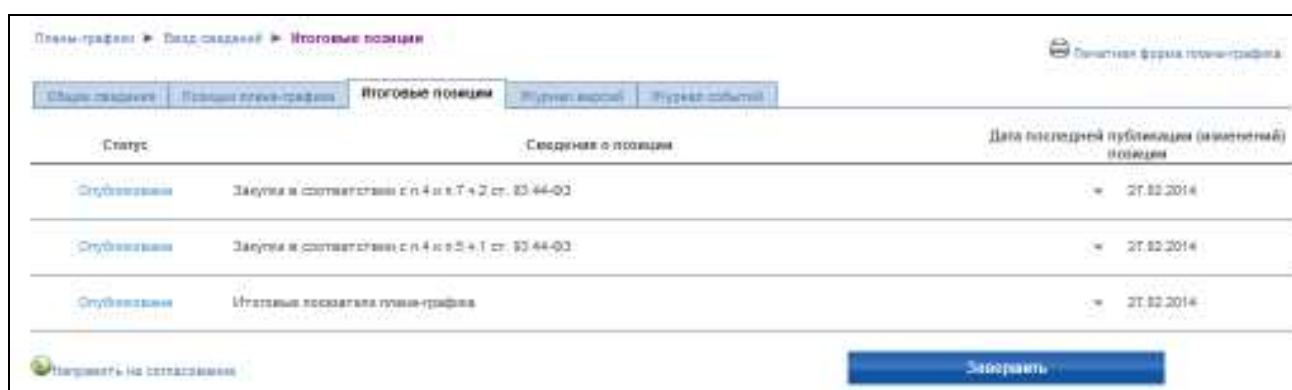 Планы-графики ► Ввод сведений ► Итоговые позиции
Печатная форма плана-графика
Общие сведения Позиции плана-графика Итоговые позиции Журнал версий Журнал событий
Статус Сведения о позиции Дата последней публикации (изменений) позиции
Опубликована Закупка в соответствии с п 4 и п 7 ч 2 ст. 83 44-ФЗ 27.02.2014
Опубликована Закупка в соответствии с п 4 и п 5 ч 1 ст. 93 44-ФЗ 27.02.2014
Опубликована Итоговые показатели плана-графика 27.02.2014
Направить на согласование Завершить